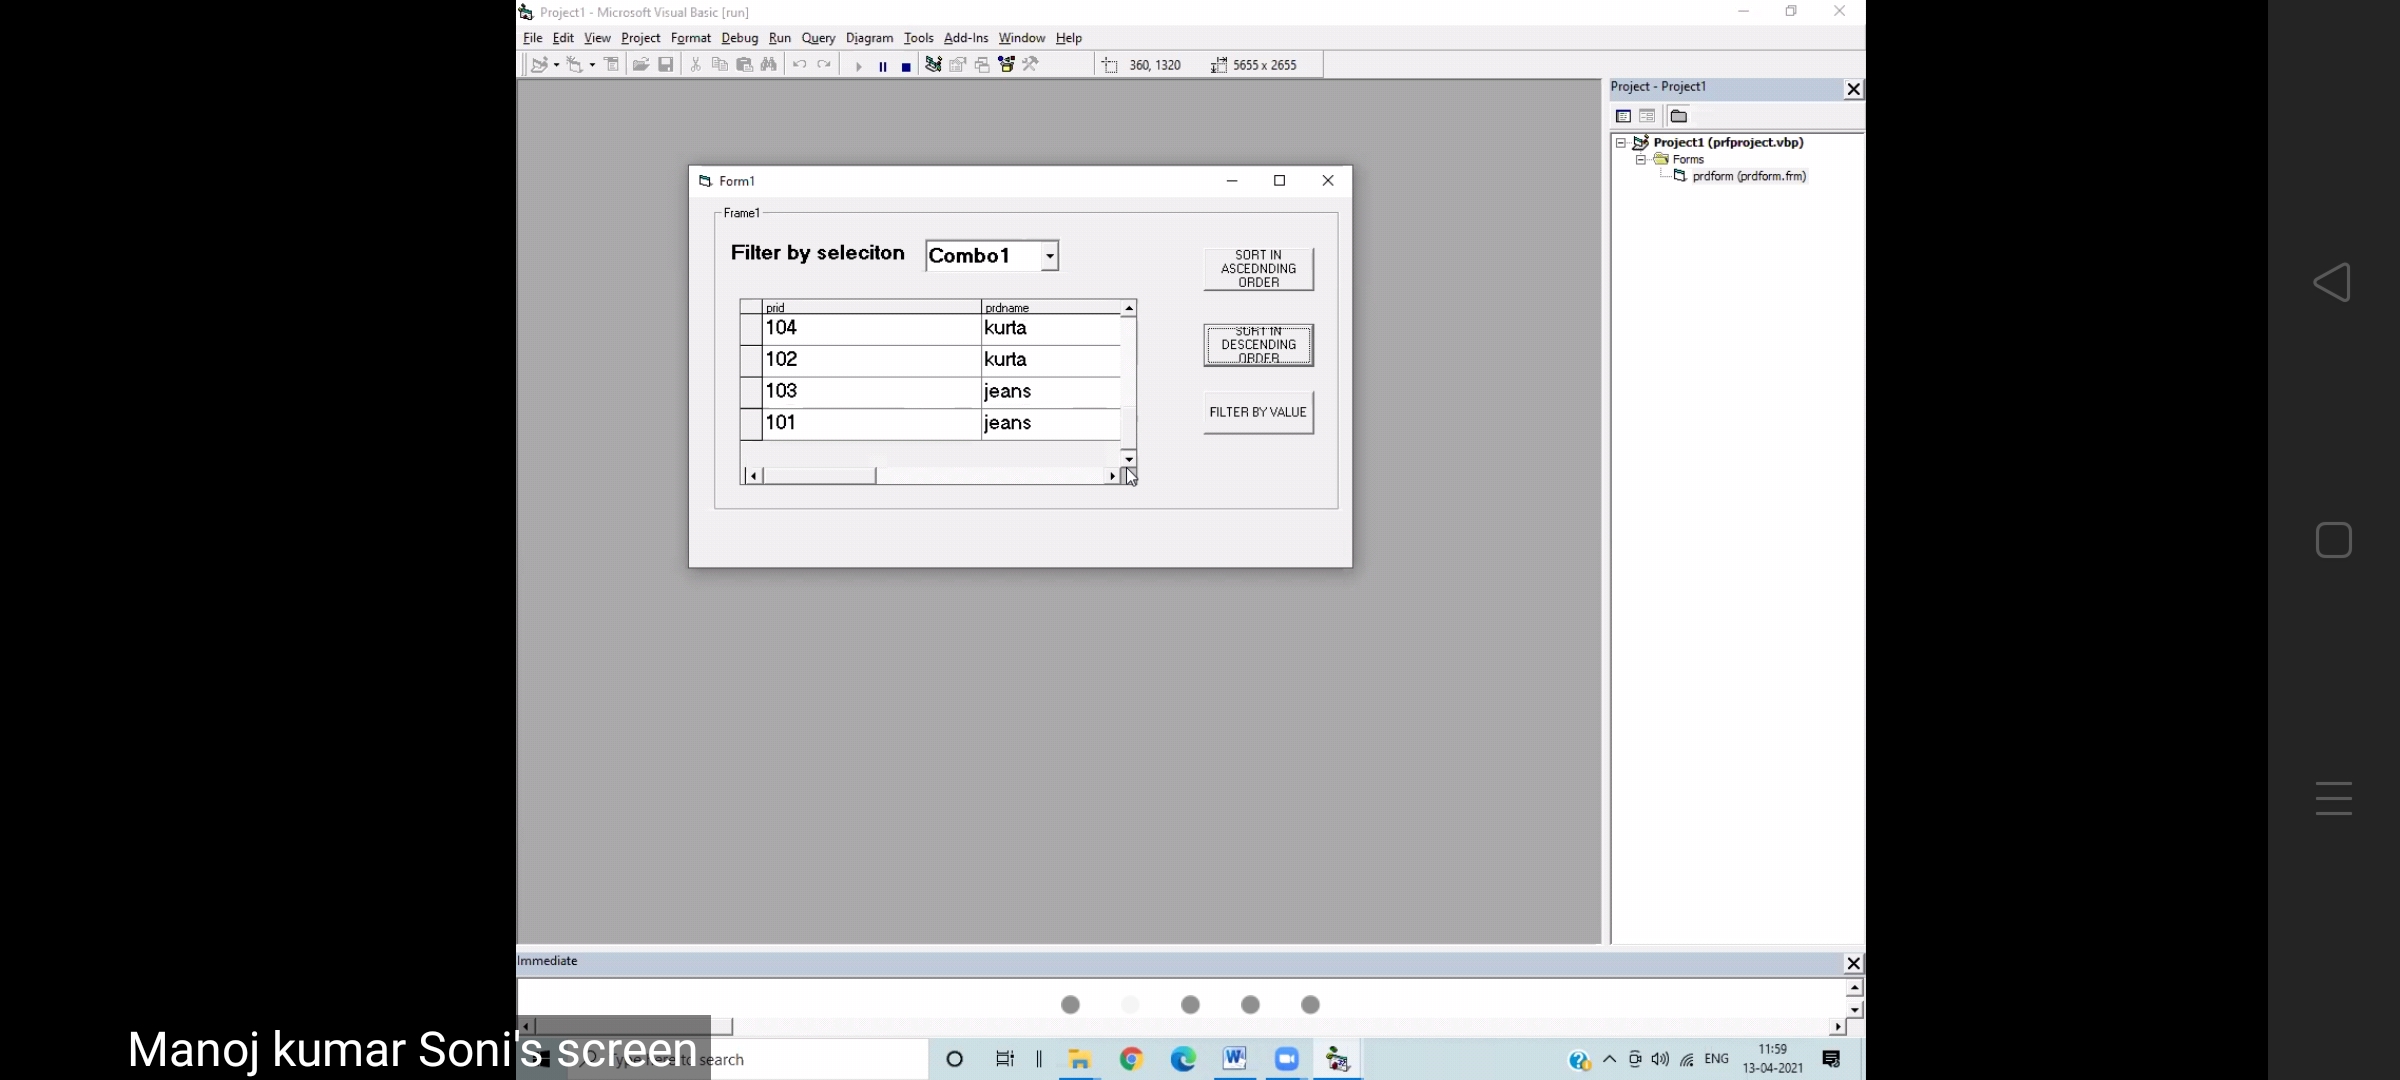 Project1 - Microsoft Visual Basic [run]
File Edit View Project Format Debug Run Query Diagram Tools Add-Ins Window Help
360, 1320 5655 x 2655
Project - Project1
Project1 (prfproject.vbp)
Forms
prdform (prdform.frm)
Form1
Frame1
Filter by seleciton Combo1
SORT IN
ASCEDNDING
ORDER
prid prdname
104 kurta
102 kurta
103 jeans
101 jeans
SORT IN
DESCENDING
ORDER
FILTER BY VALUE
Immediate
Manoj kumar Soni's screen
Type here to search
ENG
11:59
13-04-2021